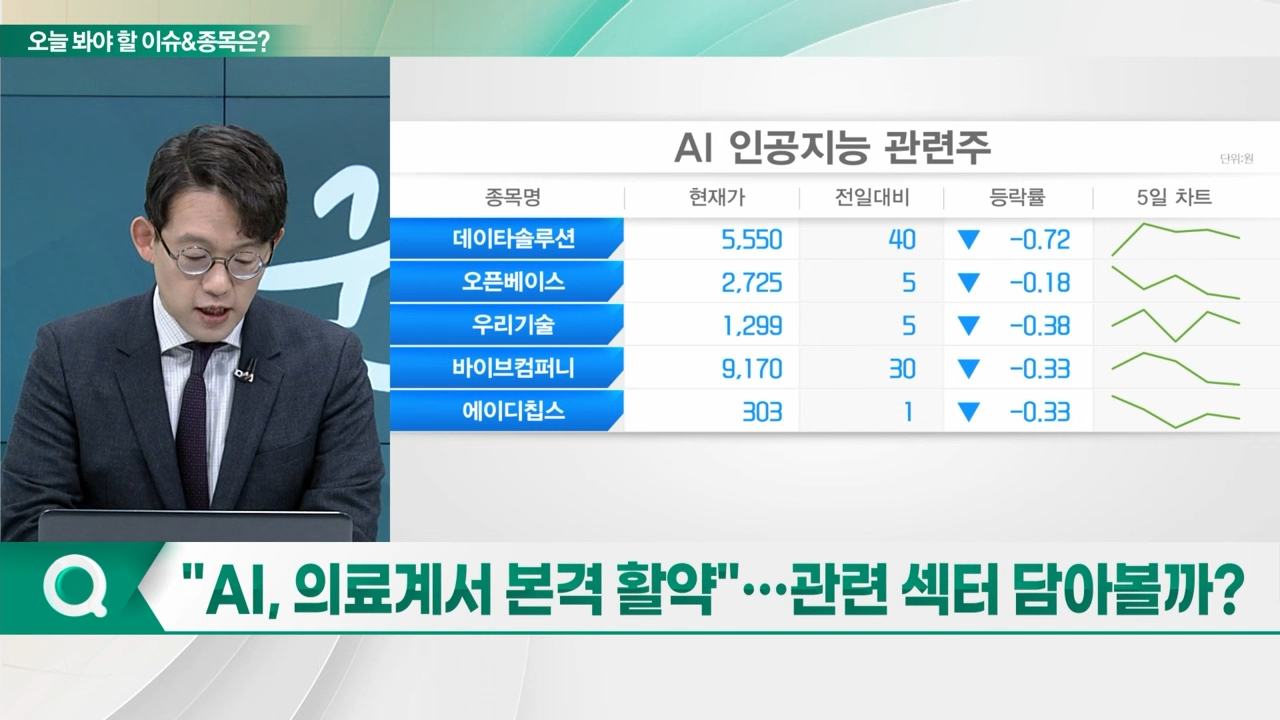 오늘 봐야 할 이슈&종목은?
AI 인공지능 관련주
단위:원
종목명 현재가 전일대비 등락률 5일 차트
데이타솔루션 5,550 40 ▼ -0.72
오픈베이스 2,725 5 ▼ -0.18
우리기술 1,299 5 ▼ -0.38
바이브컴퍼니 9,170 30 ▼ -0.33
에이디칩스 303 1 ▼ -0.33
"AI, 의료계서 본격 활약"…관련 섹터 담아볼까?